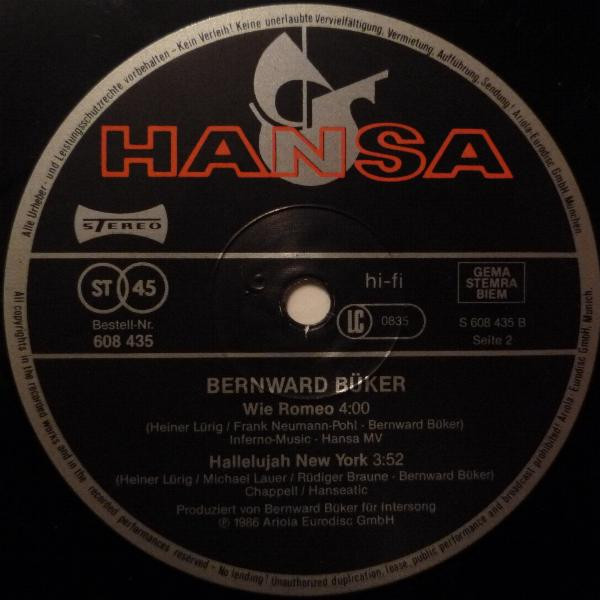 Alle Urheber- und Leistungsschutzrechte vorbehalten - Kein Verleih! Keine unerlaubte Vervielfältigung, Vermietung, Aufführung, Sendung! Ariola-Eurodisc GmbH München.
HANSA
STEREO
ST 45
hi-fi
GEMA
STEMRA
BIEM
Bestell-Nr.
608 435
LC 0835
S 608 435 B
Seite 2
BERNWARD BÜKER
Wie Romeo 4:00
(Heiner Lürig / Frank Neumann-Pohl - Bernward Büker)
Inferno-Music - Hansa MV
Hallelujah New York 3:52
(Heiner Lürig / Michael Lauer / Rüdiger Braune - Bernward Büker)
Chappell / Hanseatic
Produziert von Bernward Büker für Intersong
℗ 1986 Ariola Eurodisc GmbH
All copyrights in the recorded works and in the recorded performances reserved - No lending! Unauthorized duplication, lease, public performance and broadcast prohibited! Ariola-Eurodisc GmbH. Munich.